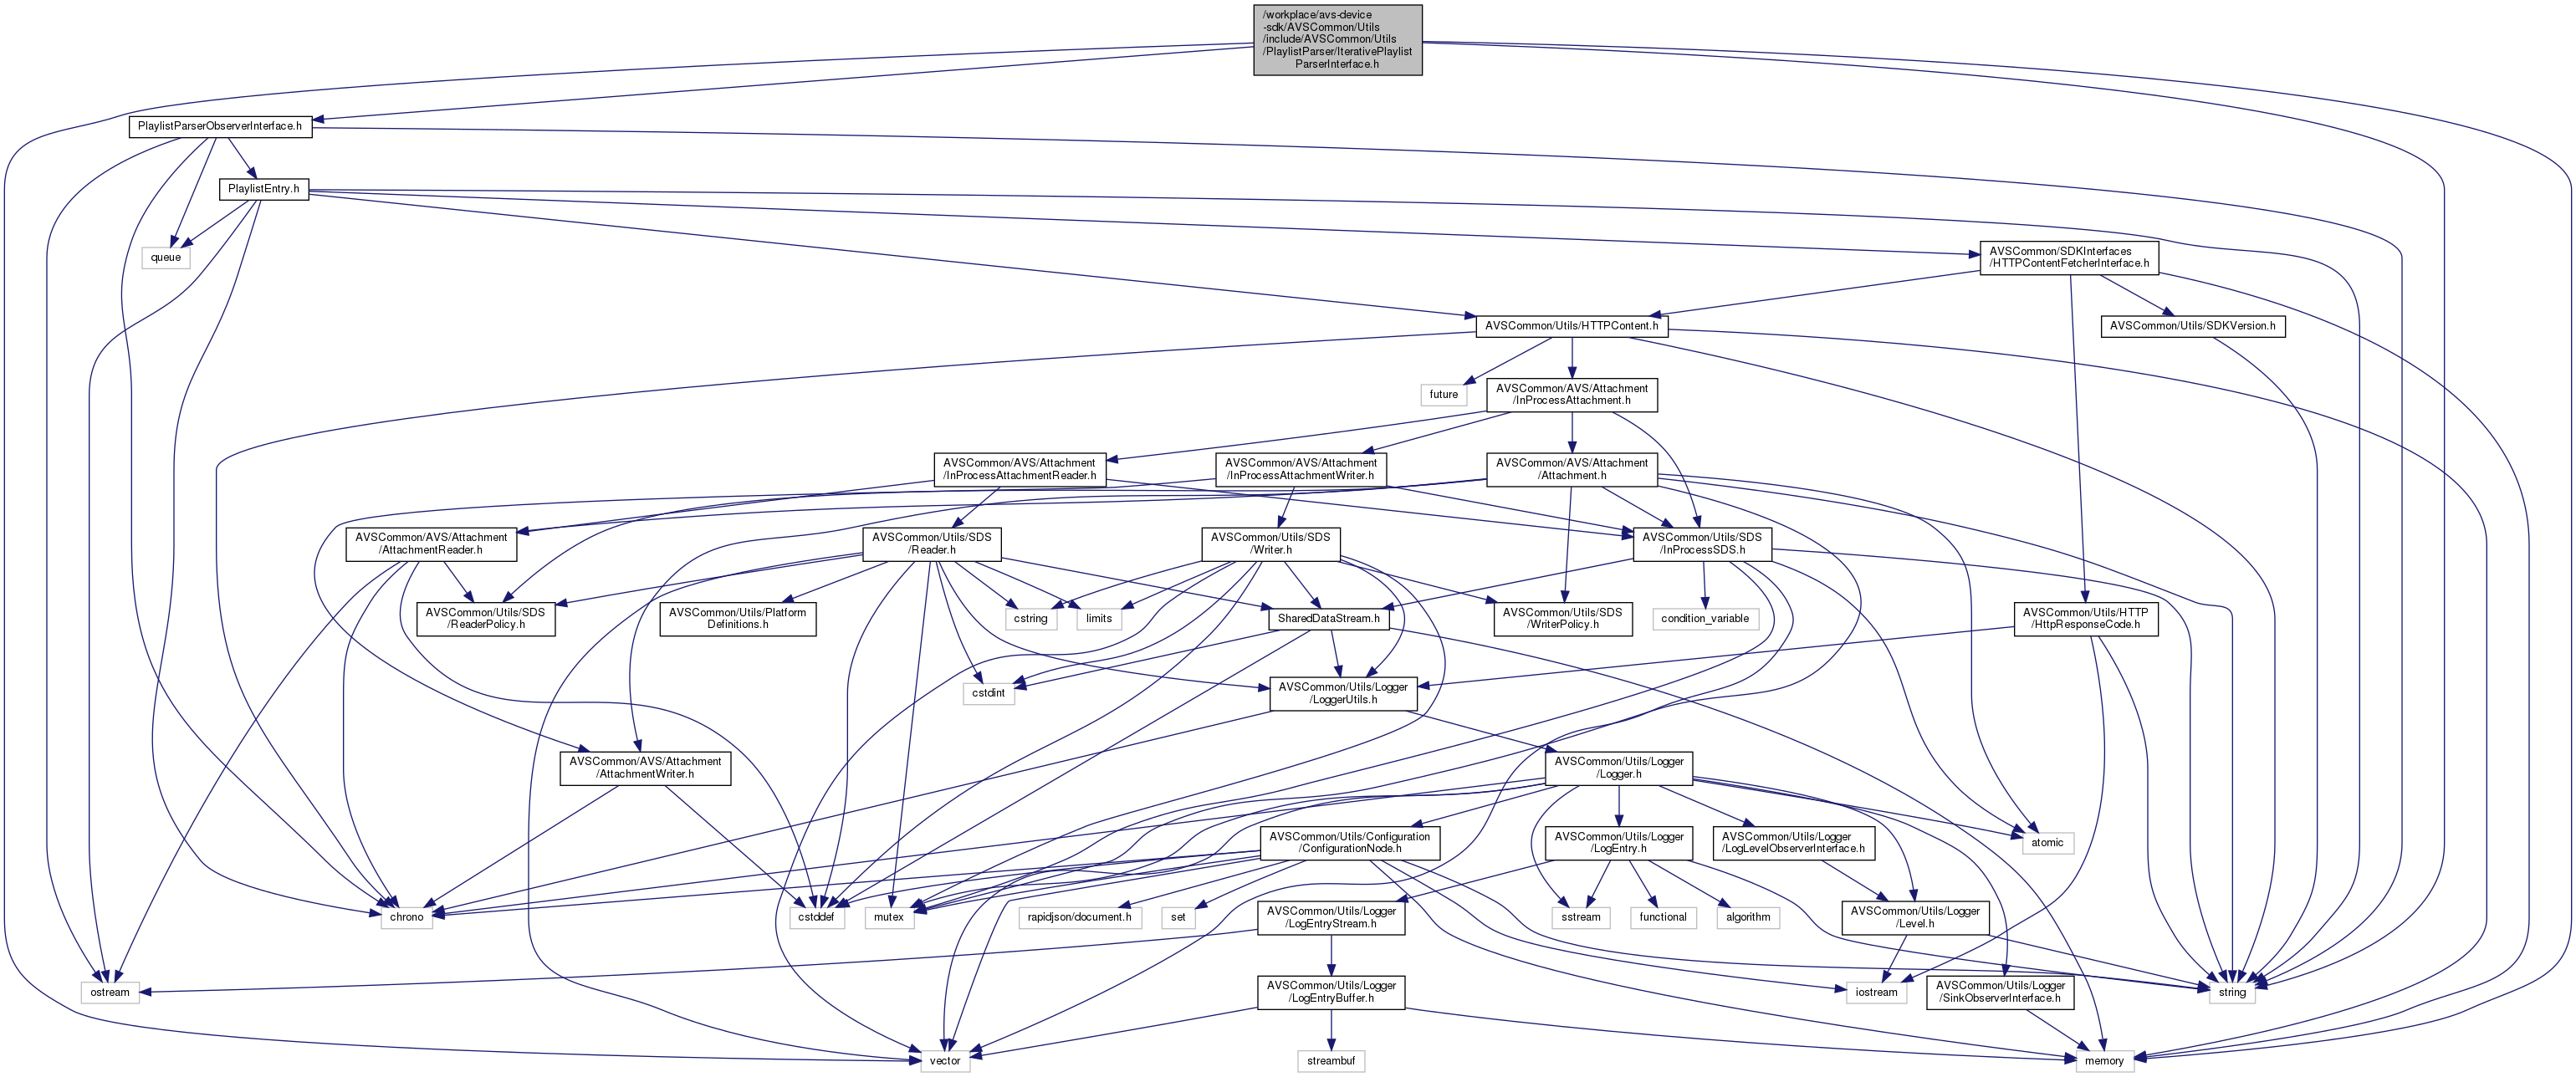 /workplace/avs-device
-sdk/AVSCommon/Utils
/include/AVSCommon/Utils
/PlaylistParser/IterativePlaylist
ParserInterface.h
PlaylistParserObserverInterface.h
PlaylistEntry.h
queue
AVSCommon/SDKInterfaces
/HTTPContentFetcherInterface.h
AVSCommon/Utils/HTTPContent.h
AVSCommon/Utils/SDKVersion.h
future
AVSCommon/AVS/Attachment
/InProcessAttachment.h
AVSCommon/AVS/Attachment
/InProcessAttachmentReader.h
AVSCommon/AVS/Attachment
/InProcessAttachmentWriter.h
AVSCommon/AVS/Attachment
/Attachment.h
AVSCommon/AVS/Attachment
/AttachmentReader.h
AVSCommon/Utils/SDS
/Reader.h
AVSCommon/Utils/SDS
/Writer.h
AVSCommon/Utils/SDS
/InProcessSDS.h
AVSCommon/Utils/SDS
/ReaderPolicy.h
AVSCommon/Utils/Platform
Definitions.h
cstring
limits
SharedDataStream.h
AVSCommon/Utils/SDS
/WriterPolicy.h
condition_variable
AVSCommon/Utils/HTTP
/HttpResponseCode.h
cstdint
AVSCommon/Utils/Logger
/LoggerUtils.h
AVSCommon/AVS/Attachment
/AttachmentWriter.h
AVSCommon/Utils/Logger
/Logger.h
AVSCommon/Utils/Configuration
/ConfigurationNode.h
AVSCommon/Utils/Logger
/LogEntry.h
AVSCommon/Utils/Logger
/LogLevelObserverInterface.h
atomic
chrono
cstddef
mutex
rapidjson/document.h
set
AVSCommon/Utils/Logger
/LogEntryStream.h
sstream
functional
algorithm
AVSCommon/Utils/Logger
/Level.h
ostream
AVSCommon/Utils/Logger
/LogEntryBuffer.h
iostream
AVSCommon/Utils/Logger
/SinkObserverInterface.h
string
vector
streambuf
memory